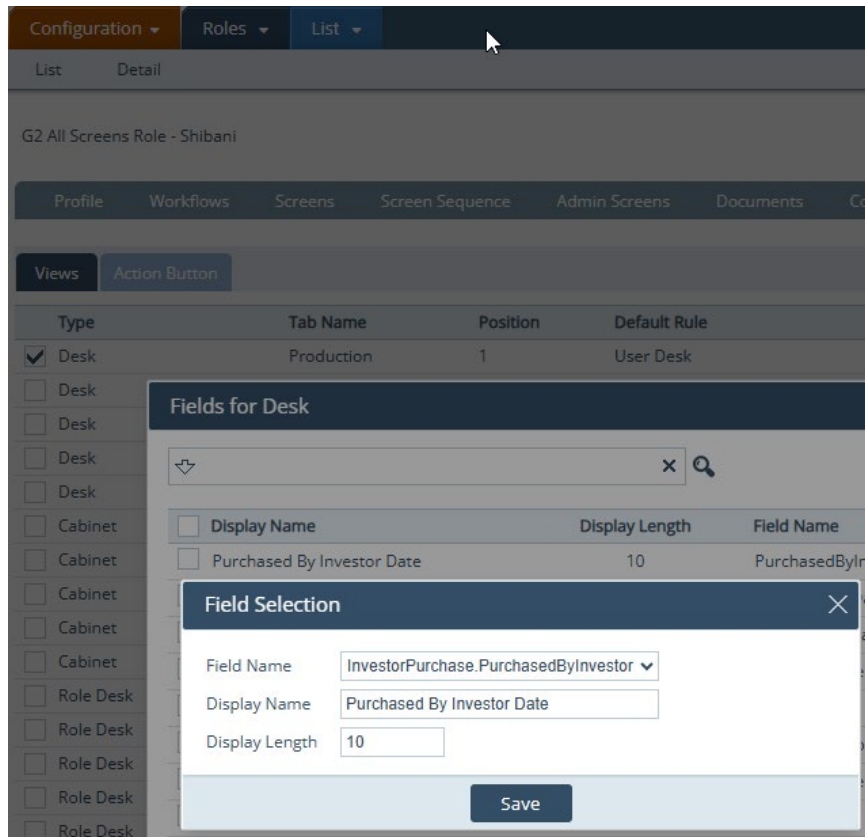 Configuration Roles List
List Detail
G2 All Screens Role - Shibani
Profile Workflows Screens Screen Sequence Admin Screens Documents
Views Action Button
Type Tab Name Position Default Rule
Desk Production 1 User Desk
Desk
Desk
Desk
Desk
Cabinet
Cabinet
Cabinet
Cabinet
Cabinet
Role Desk
Role Desk
Role Desk
Role Desk
Role Desk
Fields for Desk
Display Name Display Length Field Name
Purchased By Investor Date 10 PurchasedByIn
Field Selection
Field Name InvestorPurchase.PurchasedByInvestor
Display Name Purchased By Investor Date
Display Length 10
Save